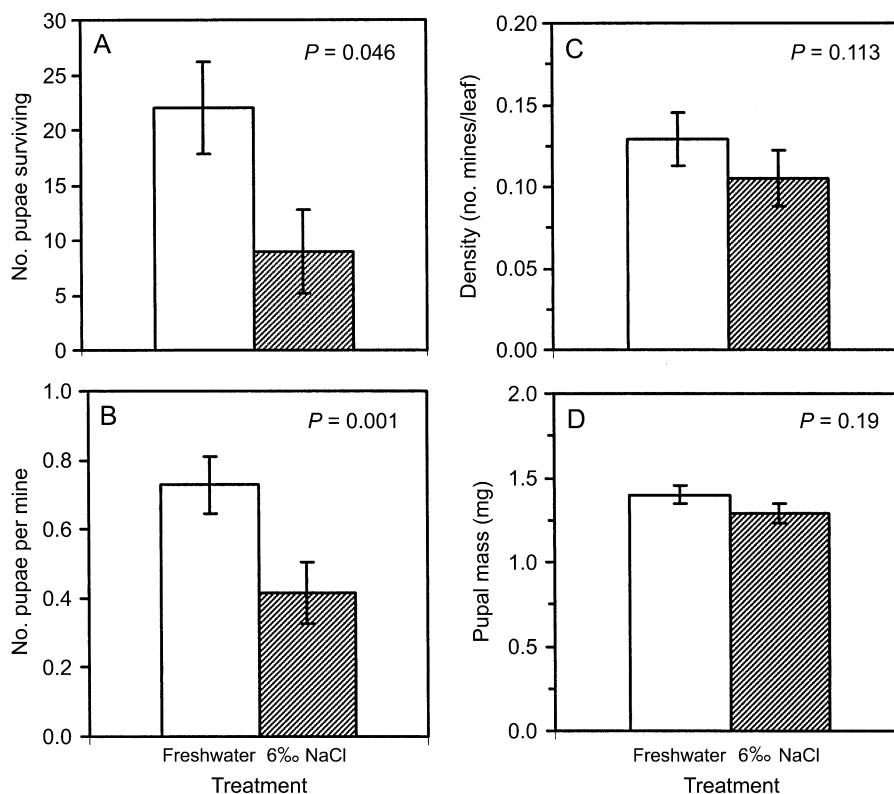 A
P = 0.046
30
25
20
15
10
5
0
No. pupae surviving
C
P = 0.113
0.20
0.15
0.10
0.05
0.00
Density (no. mines/leaf)
B
P = 0.001
1.0
0.8
0.6
0.4
0.2
0.0
No. pupae per mine
Freshwater 6‰ NaCl
Treatment
D
P = 0.19
2.0
1.5
1.0
0.5
0.0
Pupal mass (mg)
Freshwater 6‰ NaCl
Treatment